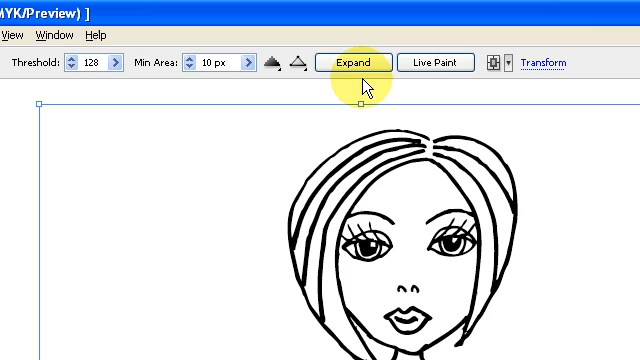 MYK/Preview) ]
View Window Help
Threshold: 128 Min Area: 10 px Expand Live Paint Transform